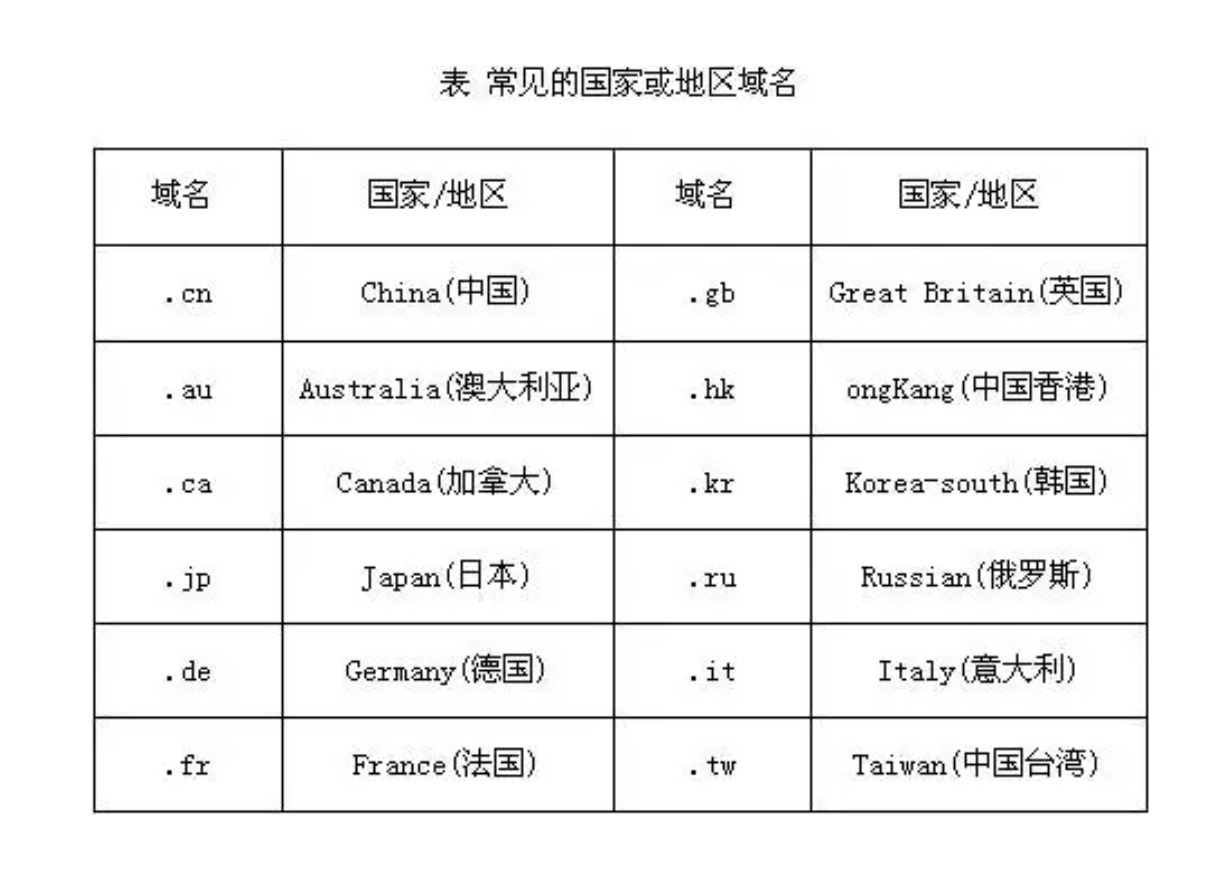 表 常见的国家或地区域名
域名 国家/地区 域名 国家/地区
.cn China(中国) .gb Great Britain(英国)
.au Australia(澳大利亚) .hk ongKang(中国香港)
.ca Canada(加拿大) .kr Korea-south(韩国)
.jp Japan(日本) .ru Russian(俄罗斯)
.de Germany(德国) .it Italy(意大利)
.fr France(法国) .tw Taiwan(中国台湾)